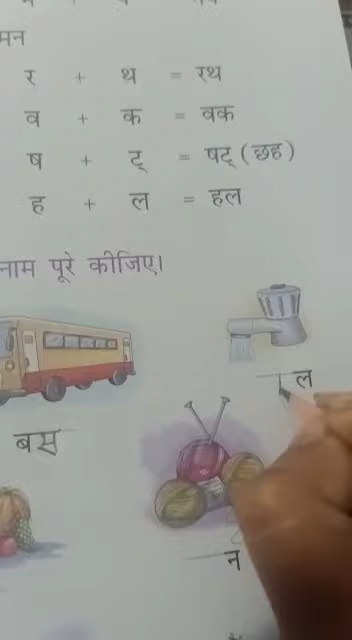 मन
र + थ = रथ
व + क = वक
ष + ट् = षट् (छह)
ह + ल = हल
नाम पूरे कीजिए।
ल
बस
न